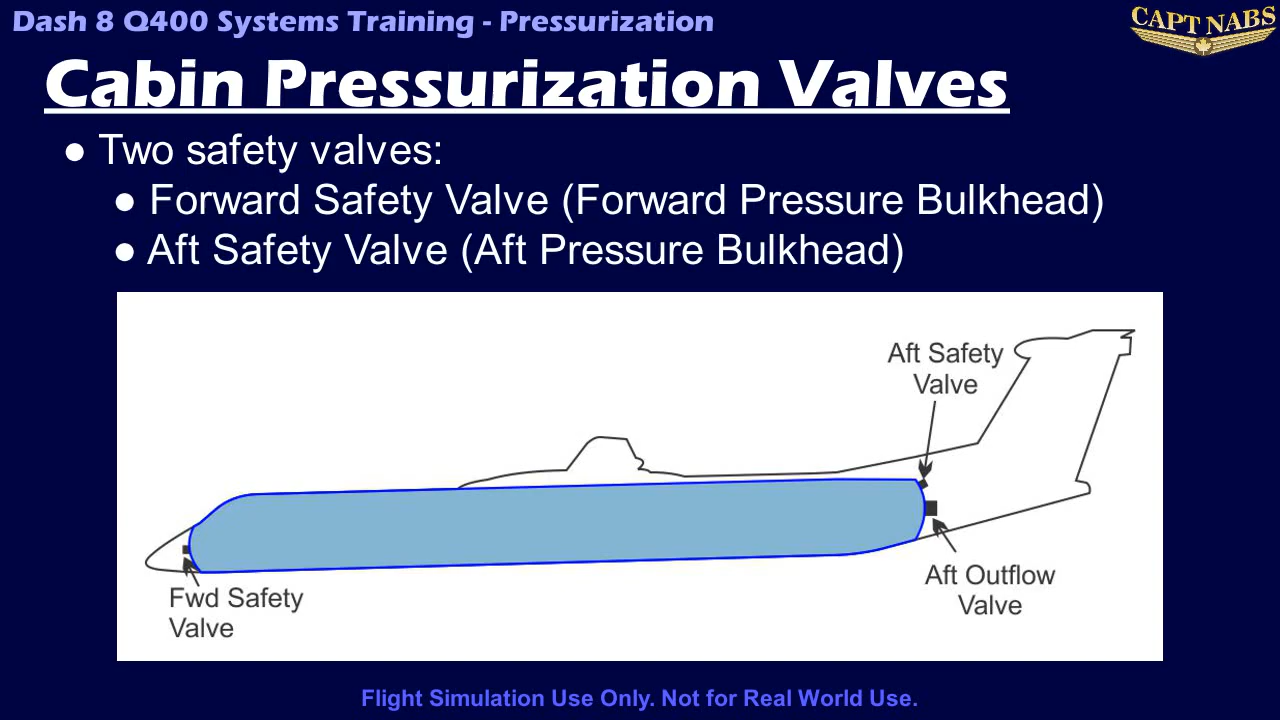 Dash 8 Q400 Systems Training - Pressurization
CAPT NABS
Cabin Pressurization Valves
● Two safety valves:
● Forward Safety Valve (Forward Pressure Bulkhead)
● Aft Safety Valve (Aft Pressure Bulkhead)
Aft Safety
Valve
Aft Outflow
Valve
Fwd Safety
Valve
Flight Simulation Use Only. Not for Real World Use.